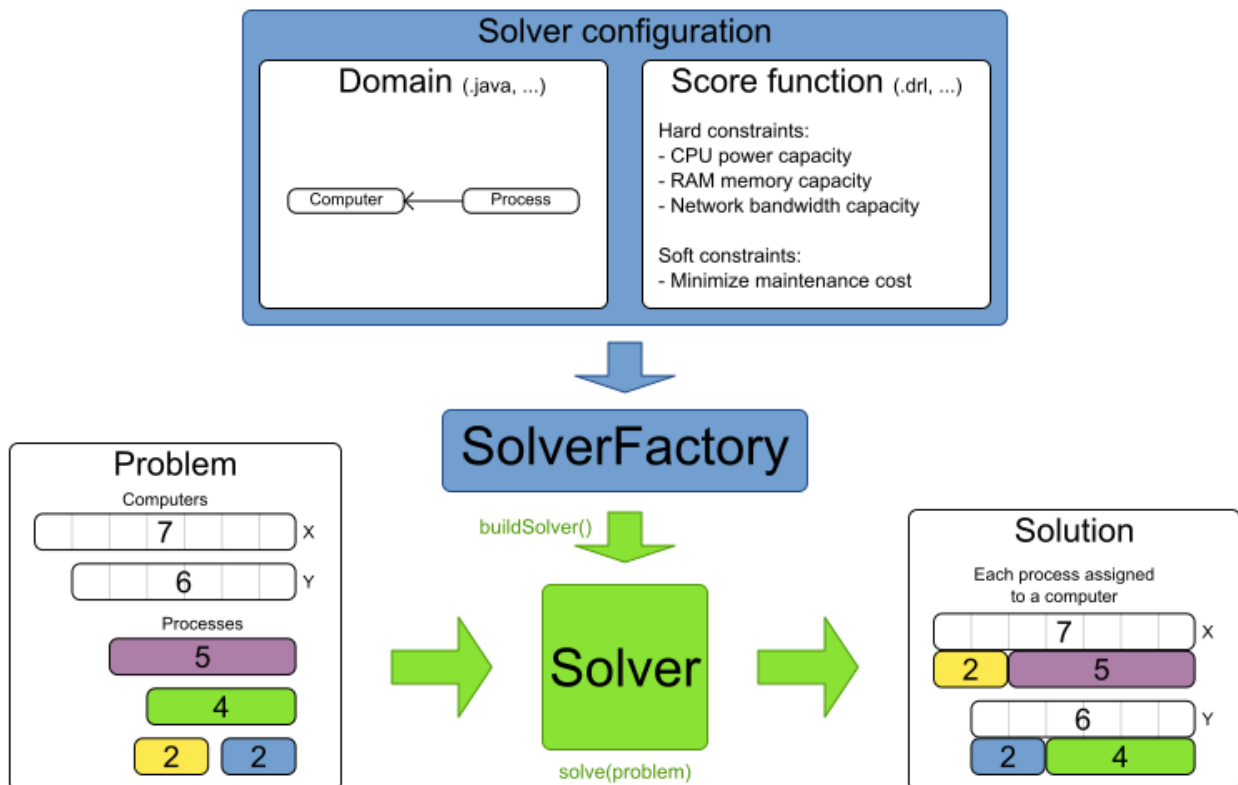 Solver configuration
Domain (.java, ...)
Computer
Process
Score function (.drl, ...)
Hard constraints:
- CPU power capacity
- RAM memory capacity
- Network bandwidth capacity
Soft constraints:
- Minimize maintenance cost
SolverFactory
buildSolver()
Problem
Computers
7
X
6
Y
Processes
5
4
2
2
Solver
solve(problem)
Solution
Each process assigned
to a computer
7
X
2
5
6
Y
2
4